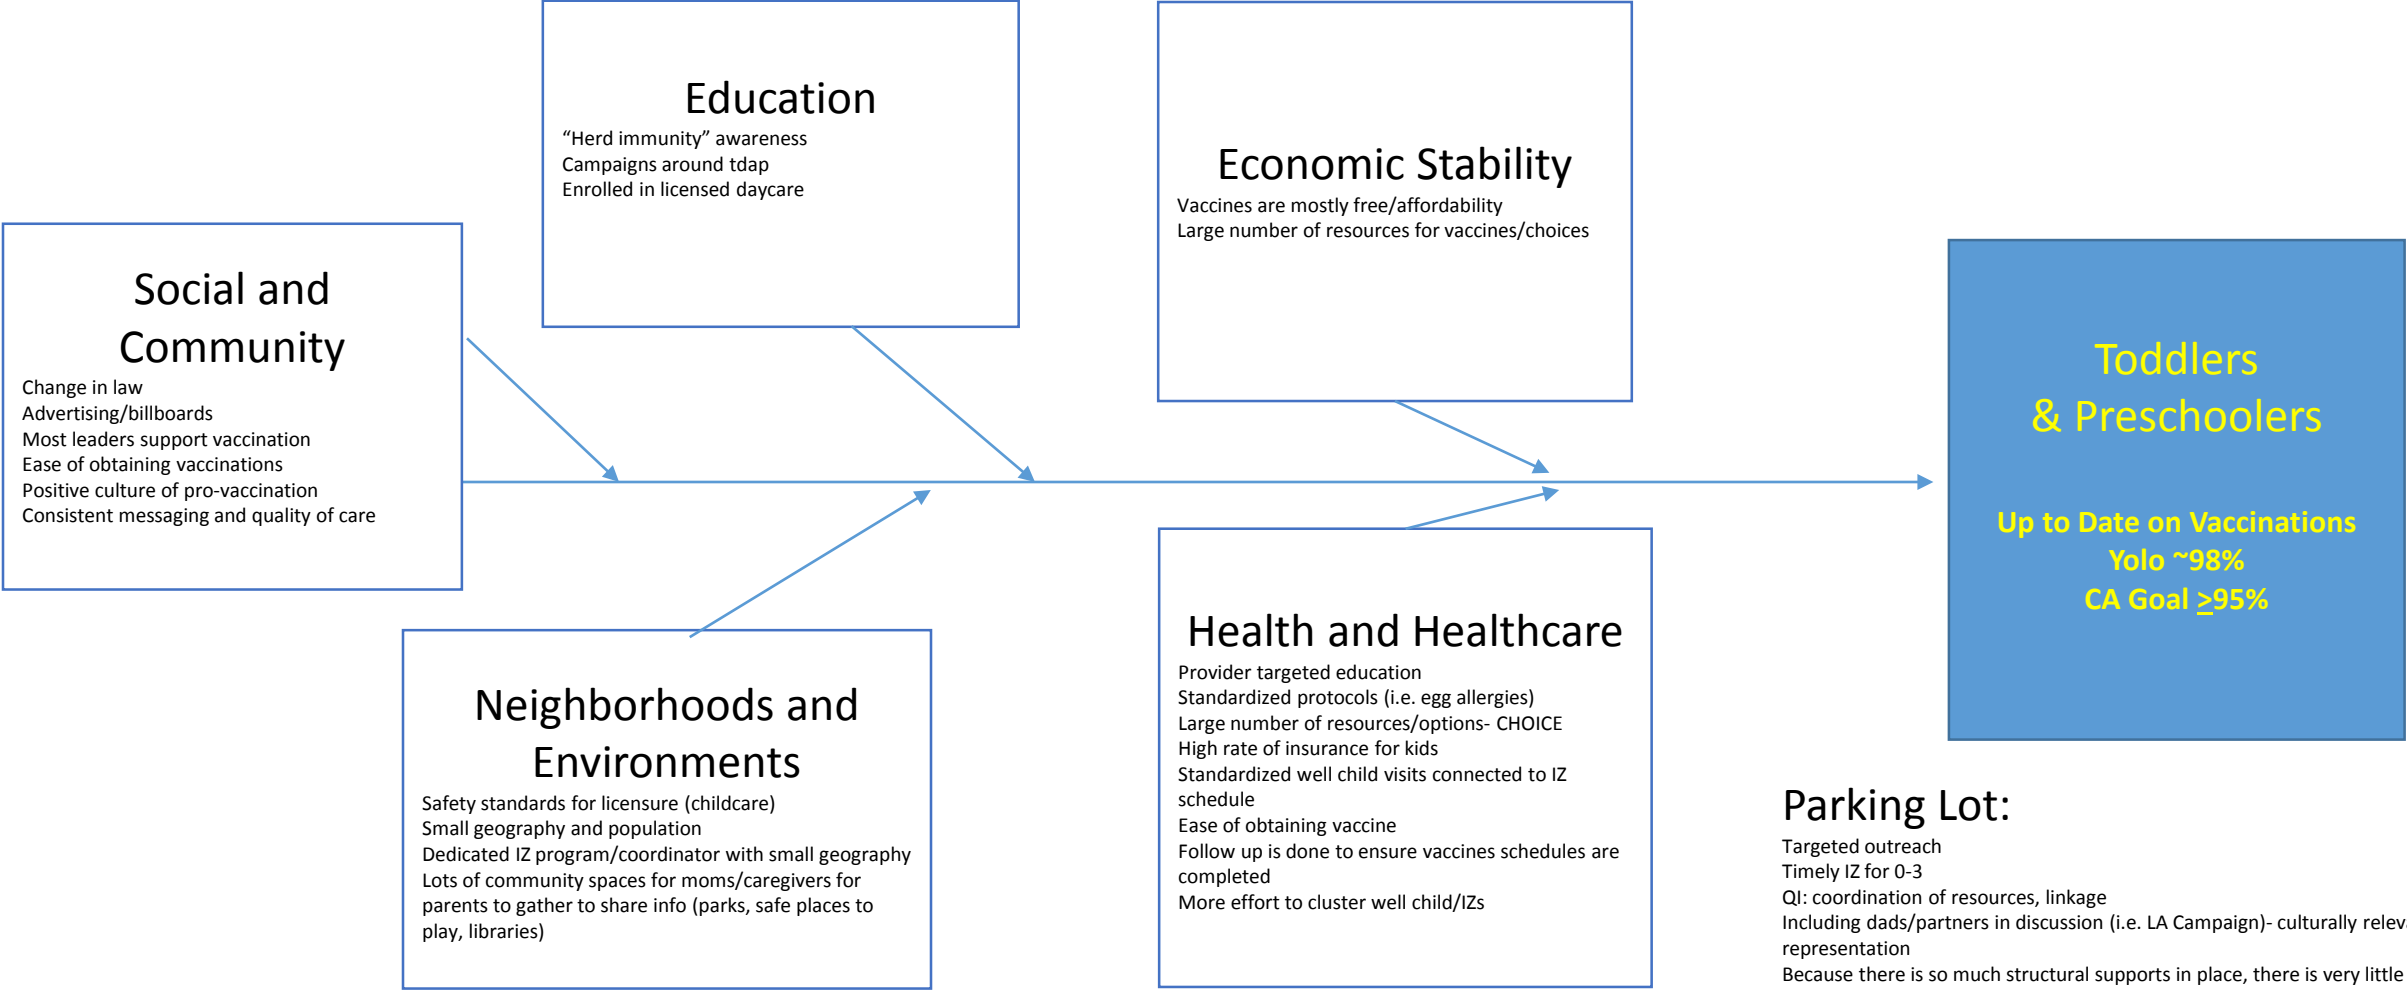 Education
“Herd immunity” awareness
Campaigns around tdap
Enrolled in licensed daycare
Economic Stability
Vaccines are mostly free/affordability
Large number of resources for vaccines/choices
Social and
Community
Change in law
Advertising/billboards
Most leaders support vaccination
Ease of obtaining vaccinations
Positive culture of pro-vaccination
Consistent messaging and quality of care
Toddlers
& Preschoolers
Up to Date on Vaccinations
Yolo ~98%
CA Goal ≥95%
Neighborhoods and
Environments
Safety standards for licensure (childcare)
Small geography and population
Dedicated IZ program/coordinator with small geography
Lots of community spaces for moms/caregivers for
parents to gather to share info (parks, safe places to
play, libraries)
Health and Healthcare
Provider targeted education
Standardized protocols (i.e. egg allergies)
Large number of resources/options- CHOICE
High rate of insurance for kids
Standardized well child visits connected to IZ
schedule
Ease of obtaining vaccine
Follow up is done to ensure vaccines schedules are
completed
More effort to cluster well child/IZs
Parking Lot:
Targeted outreach
Timely IZ for 0-3
QI: coordination of resources, linkage
Including dads/partners in discussion (i.e. LA Campaign)- culturally
representation
Because there is so much structural supports in place, there is very little